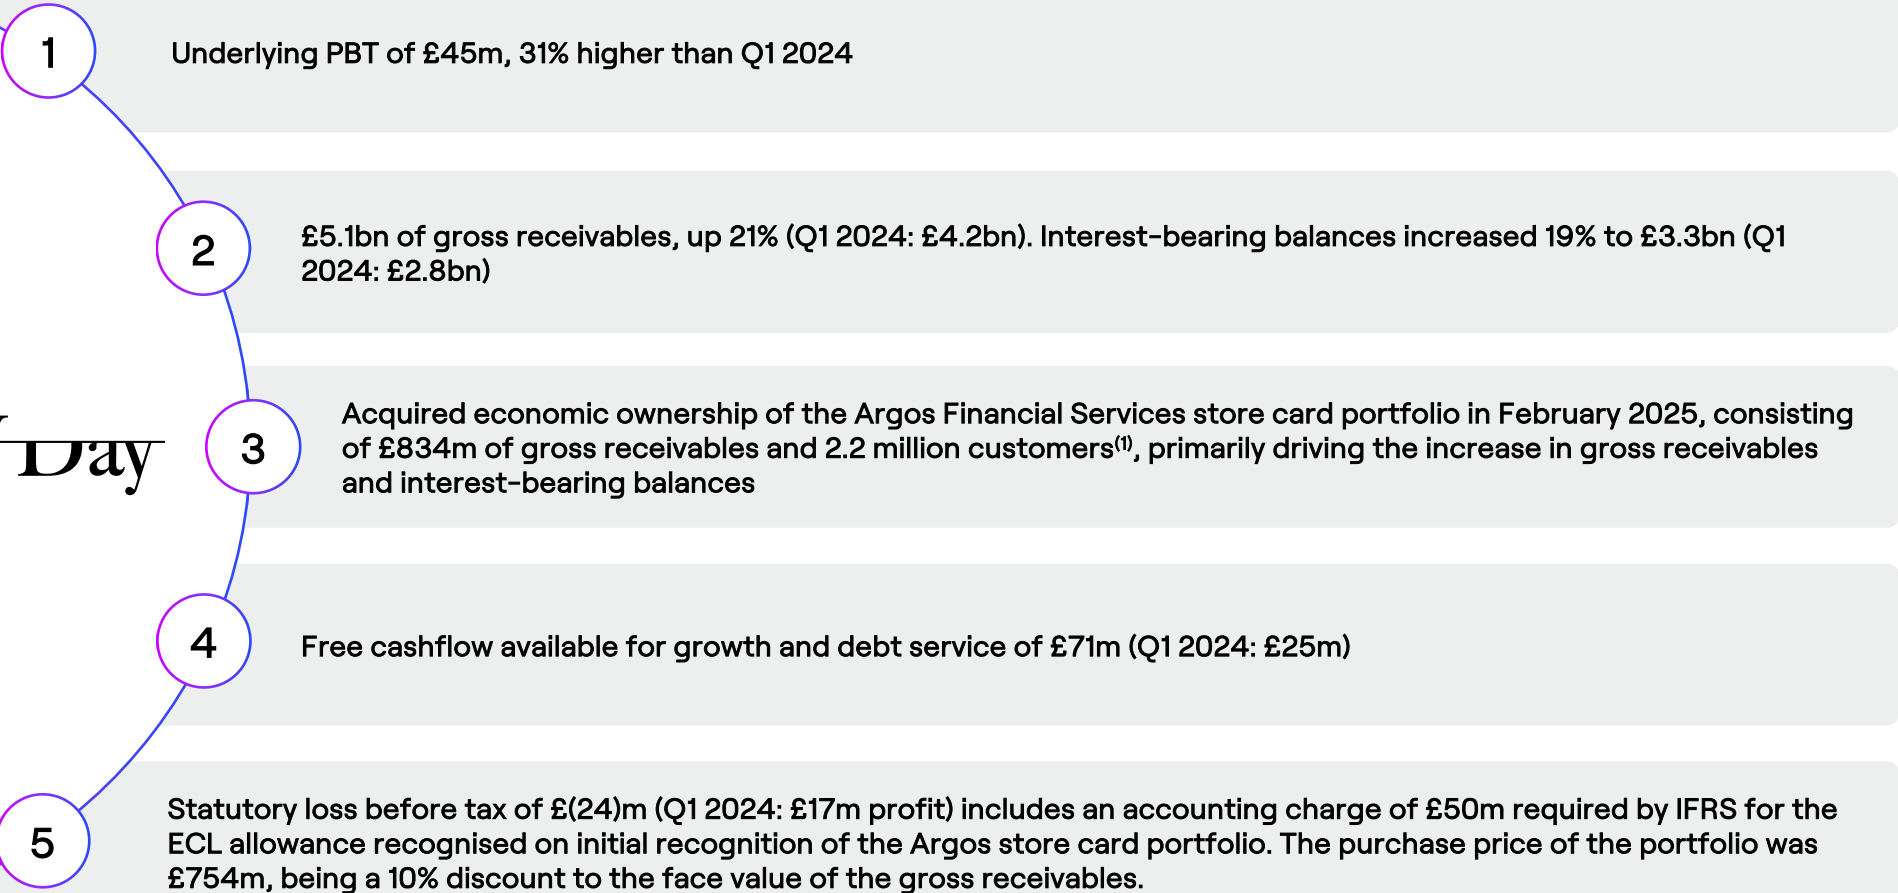 1
Underlying PBT of £45m, 31% higher than Q1 2024
2
£5.1bn of gross receivables, up 21% (Q1 2024: £4.2bn). Interest-bearing balances increased 19% to £3.3bn (Q1
2024: £2.8bn)
Day
3
Acquired economic ownership of the Argos Financial Services store card portfolio in February 2025, consisting
of £834m of gross receivables and 2.2 million customers⁽¹⁾, primarily driving the increase in gross receivables
and interest-bearing balances
4
Free cashflow available for growth and debt service of £71m (Q1 2024: £25m)
5
Statutory loss before tax of £(24)m (Q1 2024: £17m profit) includes an accounting charge of £50m required by IFRS for the
ECL allowance recognised on initial recognition of the Argos store card portfolio. The purchase price of the portfolio was
£754m, being a 10% discount to the face value of the gross receivables.